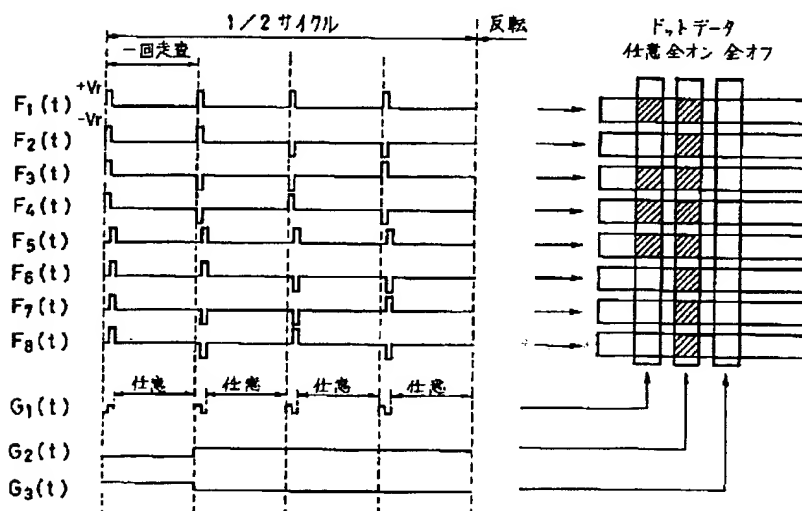 1/2サイクル
反転
一回走査
ドットデータ
任意 全オン 全オフ
F1(t)
+Vr
-Vr
F2(t)
F3(t)
F4(t)
F5(t)
F6(t)
F7(t)
F8(t)
任意 任意 任意 任意
G1(t)
G2(t)
G3(t)